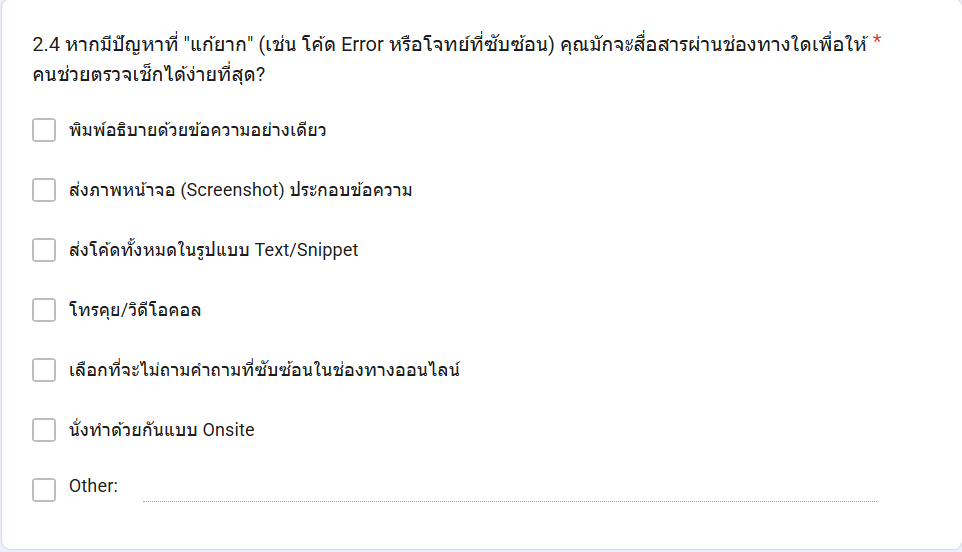 2.4 หากมีปัญหาที่ "แก้ยาก" (เช่น โค้ด Error หรือโจทย์ที่ซับซ้อน) คุณมักจะสื่อสารผ่านช่องทางใดเพื่อให้ *
คนช่วยตรวจเช็กได้ง่ายที่สุด?
พิมพ์อธิบายด้วยข้อความอย่างเดียว
ส่งภาพหน้าจอ (Screenshot) ประกอบข้อความ
ส่งโค้ดทั้งหมดในรูปแบบ Text/Snippet
โทรคุย/วิดีโอคอล
เลือกที่จะไม่ถามคำถามที่ซับซ้อนในช่องทางออนไลน์
นั่งทำด้วยกันแบบ Onsite
Other: